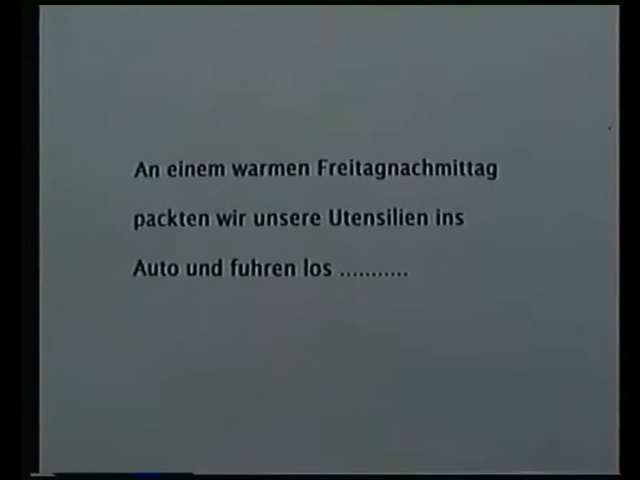 An einem warmen Freitagnachmittag
packten wir unsere Utensilien ins
Auto und fuhren los ...........